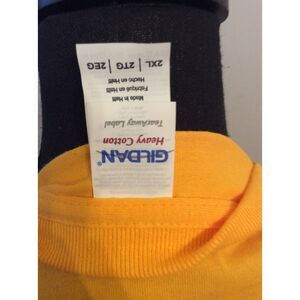 GILDAN®
Heavy Cotton
TearAway Label
Made in Haiti
Fabriqué en Haïti
Hecho en Haití
2XL | 2TG | 2EG